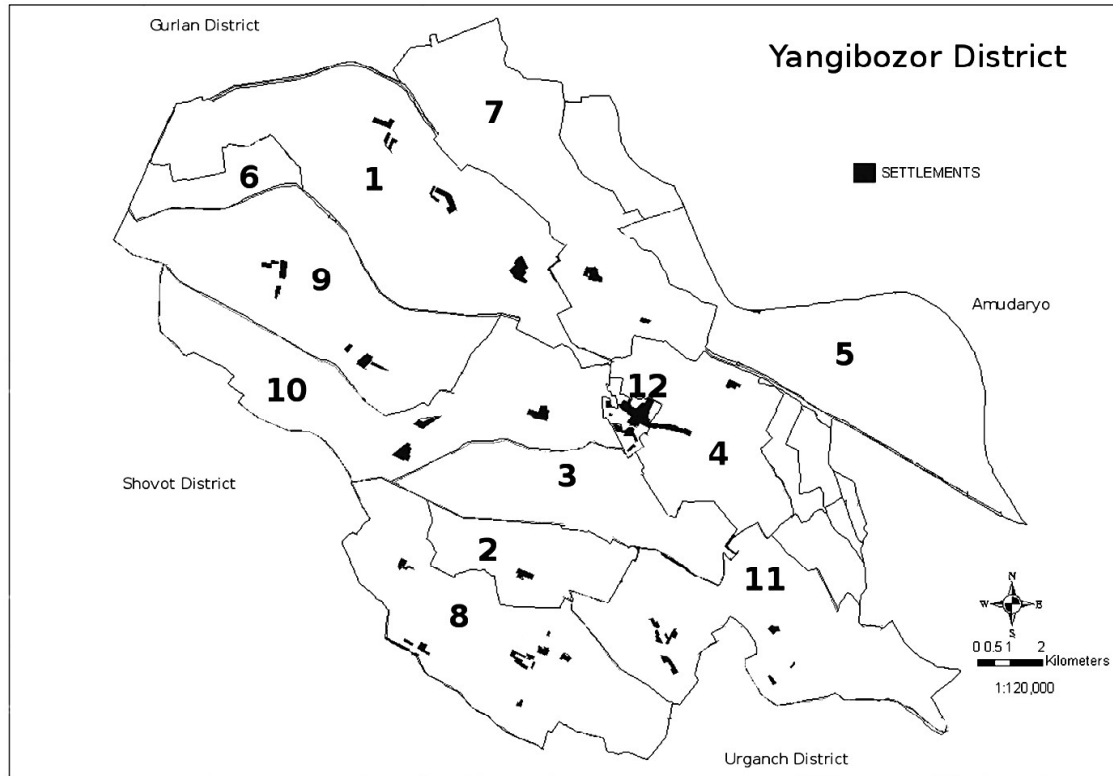 Gurlan District
Yangibozor District
7
SETTLEMENTS
6
1
9
Amudaryo
5
10
12
4
3
Shovot District
2
11
8
N
W E
S
0 0.5 1 2
Kilometers
1:120,000
Urganch District